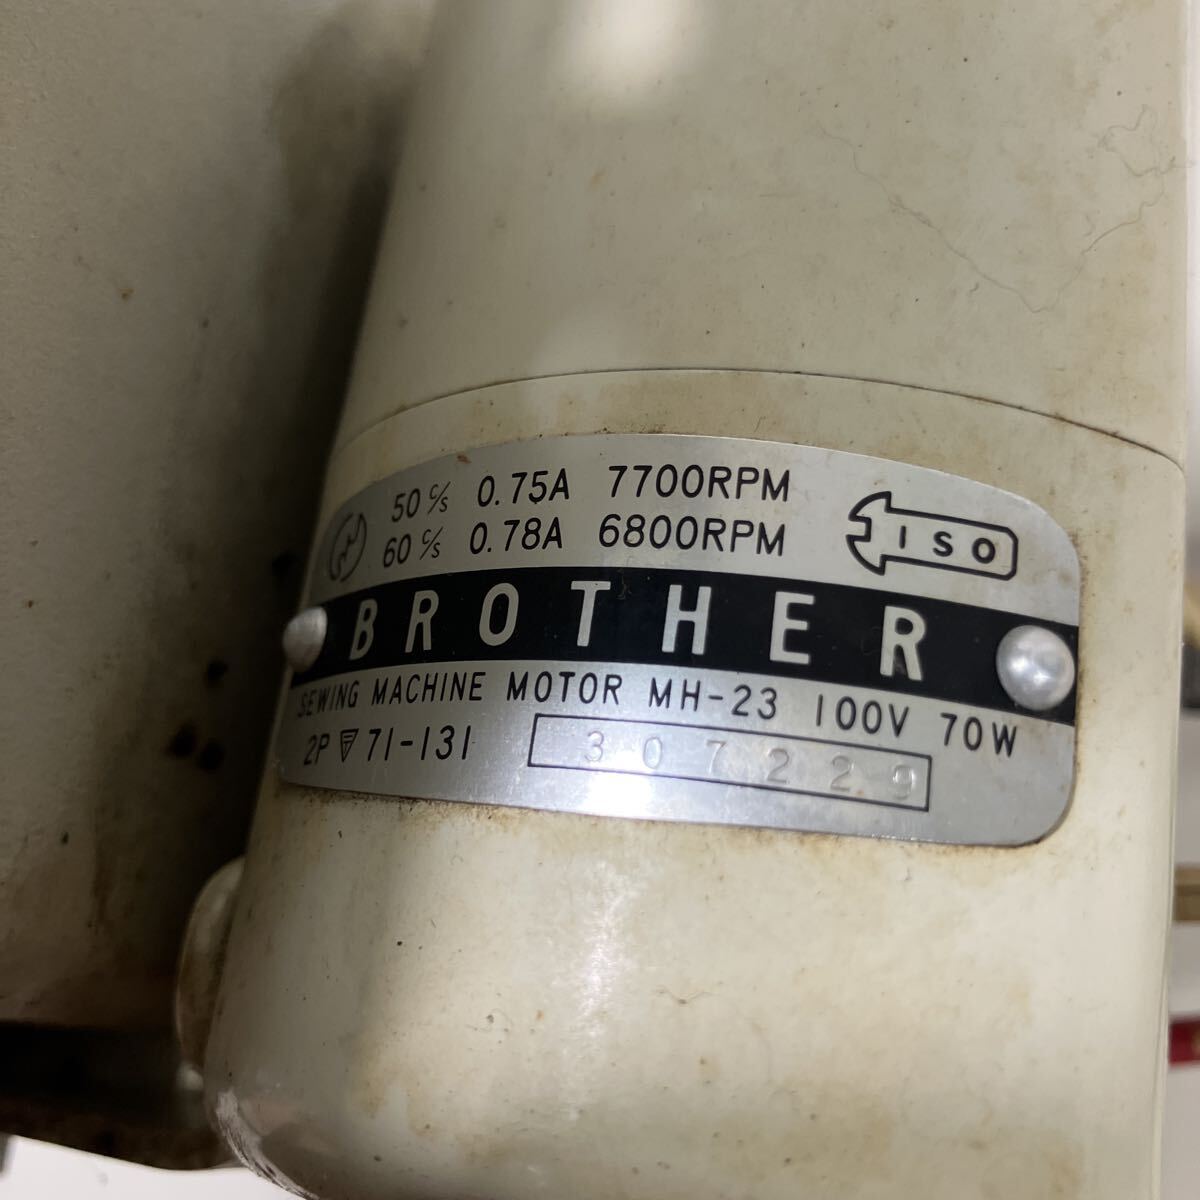 50 c/s 0.75A 7700RPM
60 c/s 0.78A 6800RPM
ISO
BROTHER
SEWING MACHINE MOTOR MH-23 100V 70W
2P 71-131 307229